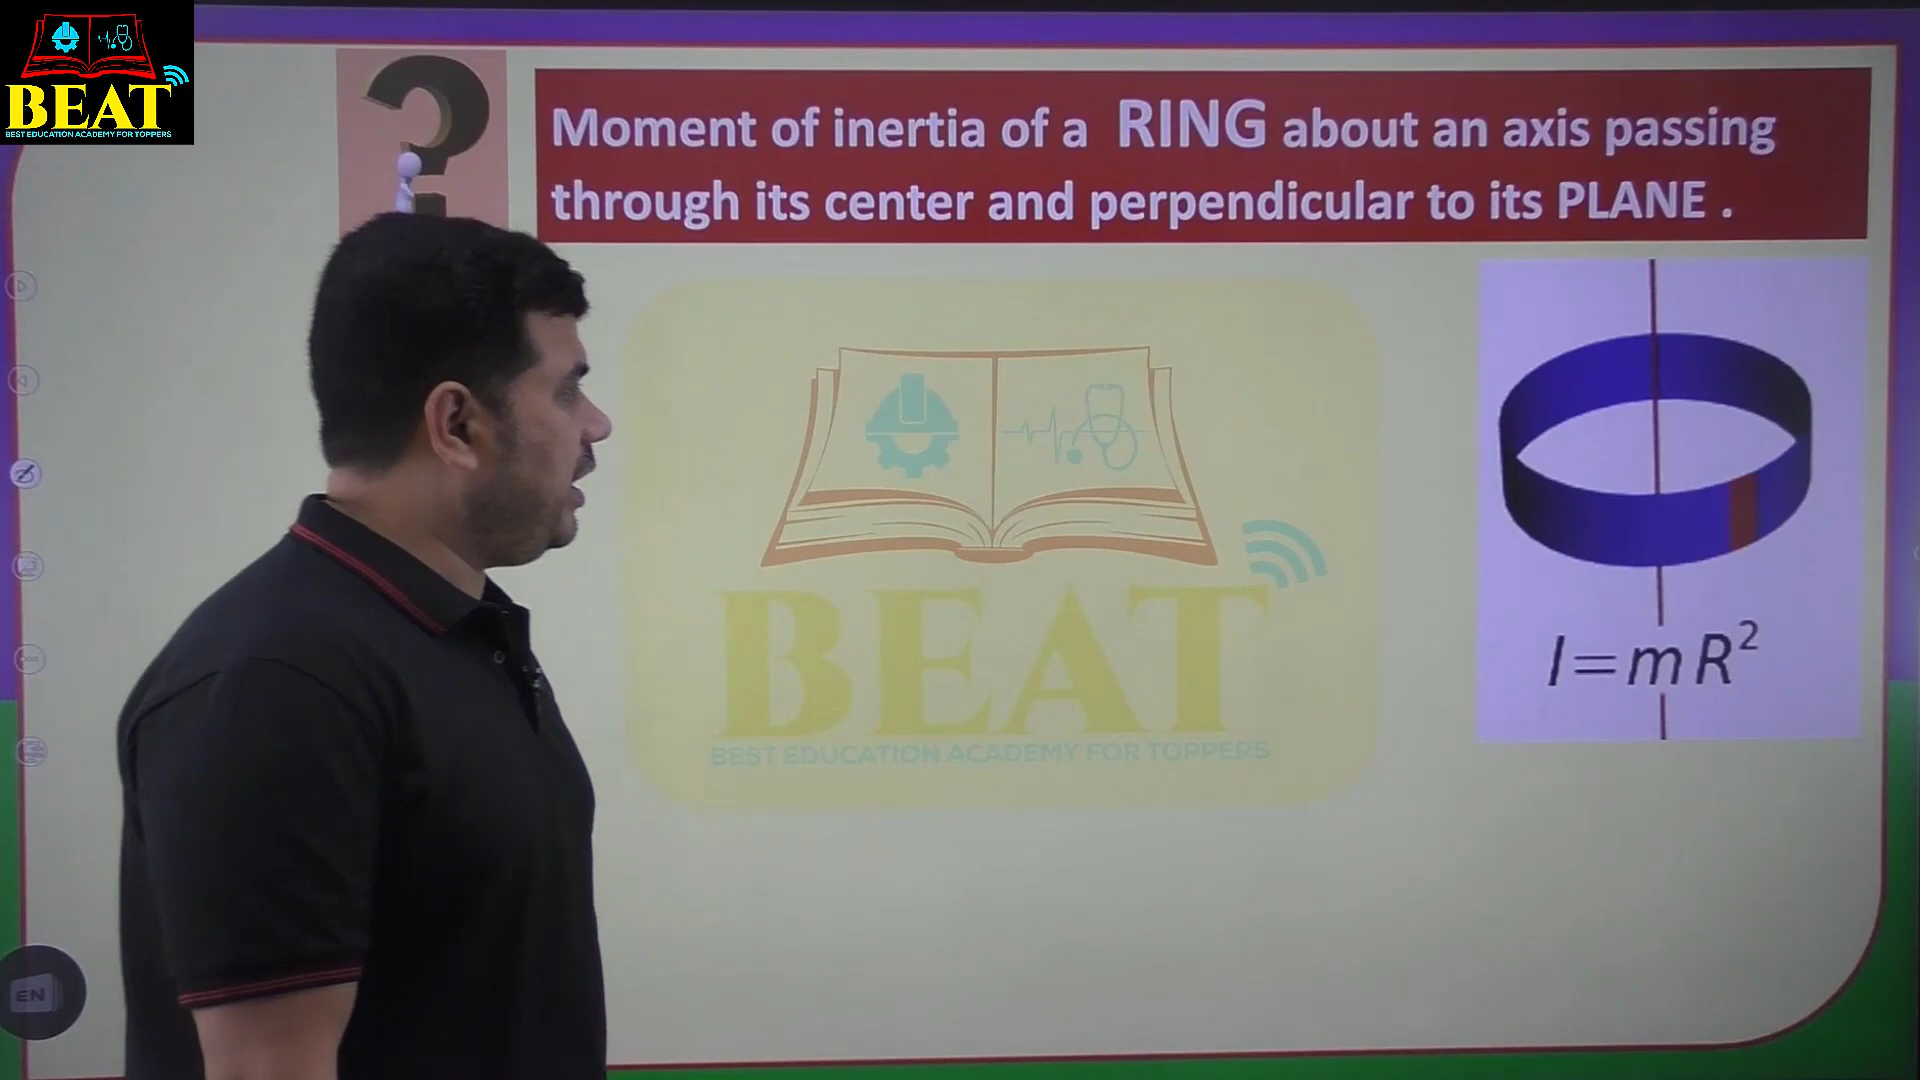 BEAT
BEST EDUCATION ACADEMY FOR TOPPERS
Moment of inertia of a RING about an axis passing
through its center and perpendicular to its PLANE .
BEAT
BEST EDUCATION ACADEMY FOR TOPPERS
I=mR²
EN